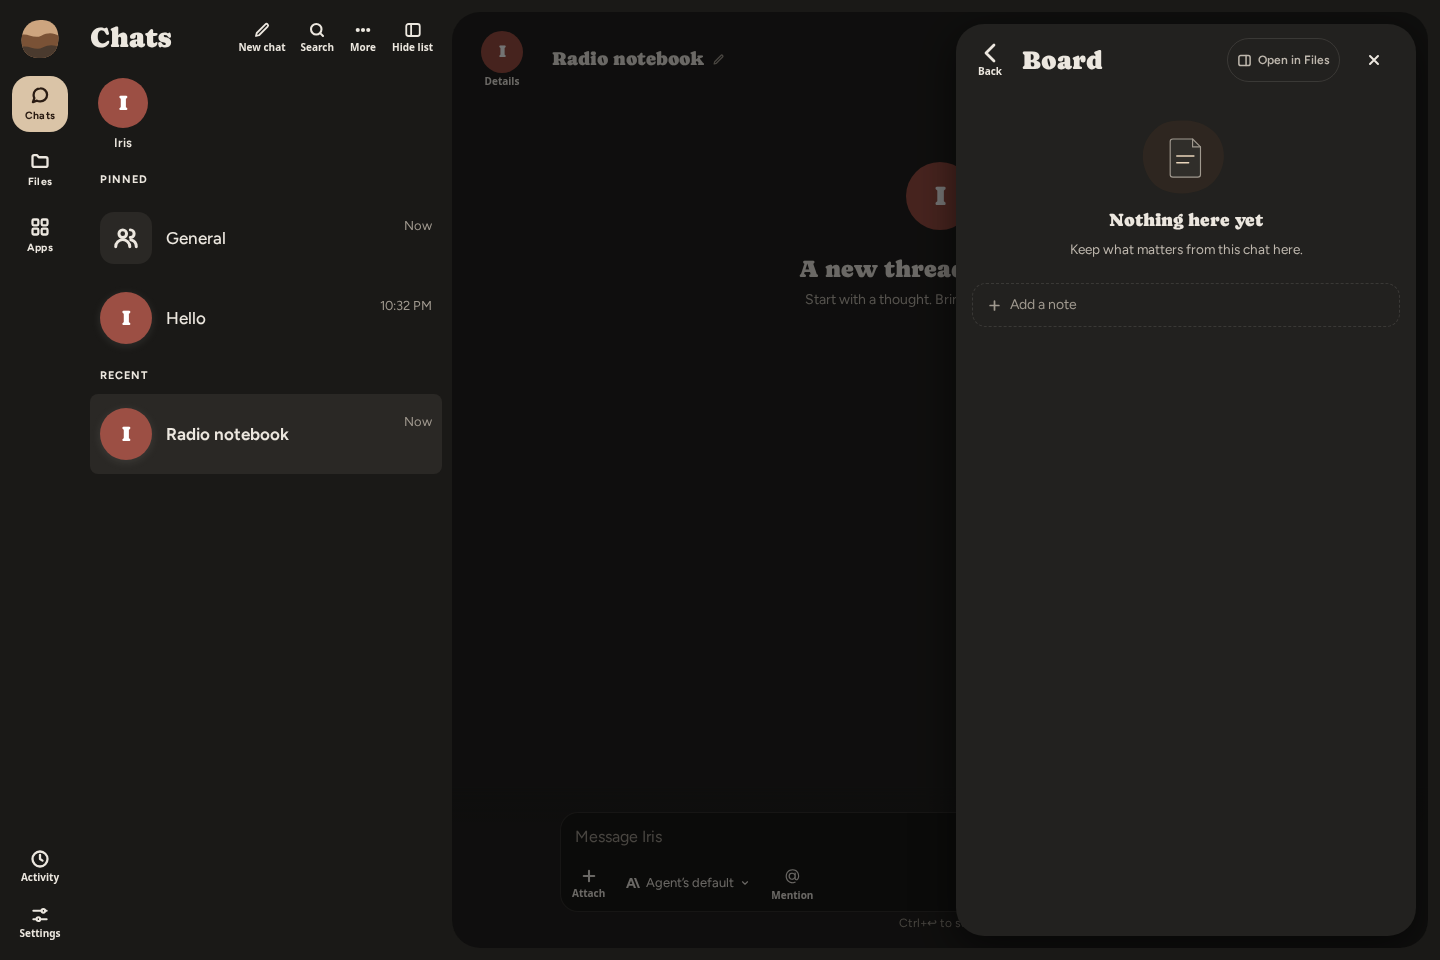 Chats
New chat
Search
More
Hide list
Chats
Files
Apps
Activity
Settings
I
Iris
PINNED
General
Now
I
Hello
10:32 PM
RECENT
I
Radio notebook
Now
I
Details
Radio notebook
I
A new thread
Start with a thought.
Message Iris
Attach
A\ Agent's default
@
Mention
Ctrl+↩ to
Back
Board
Open in Files
Nothing here yet
Keep what matters from this chat here.
Add a note